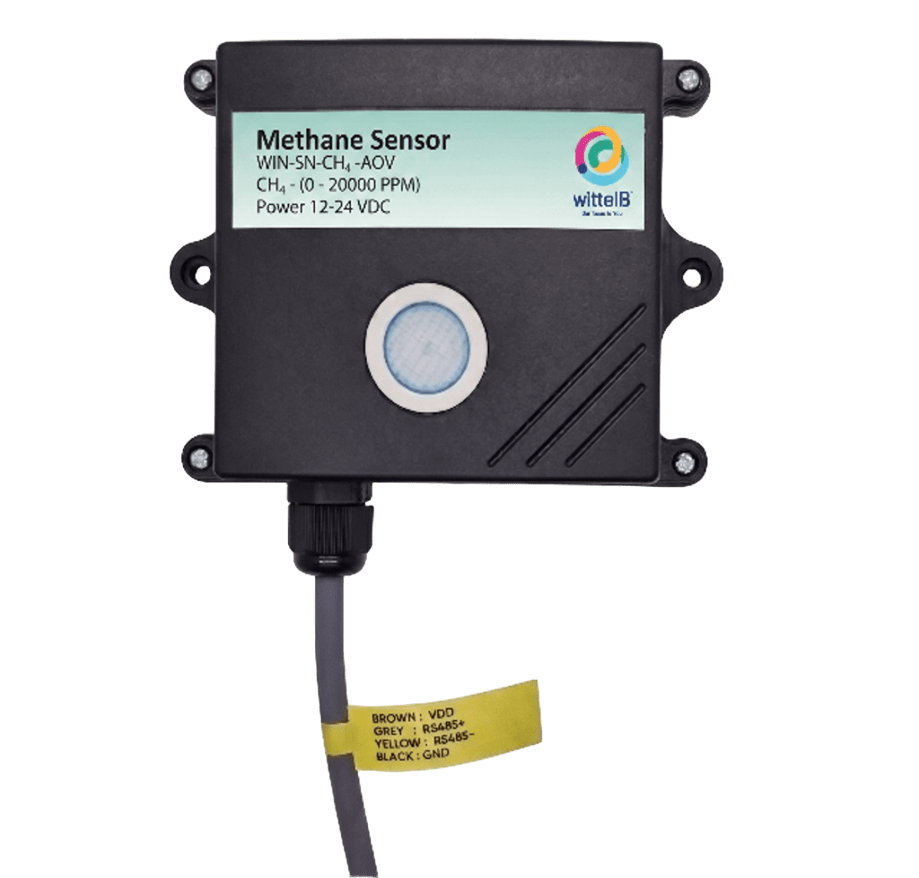 Methane Sensor
WIN-SN-CH₄ -AOV
CH₄ - (0 - 20000 PPM)
Power 12-24 VDC
wittelB
BROWN : VDD
GREY : RS485+
YELLOW : RS485-
BLACK : GND